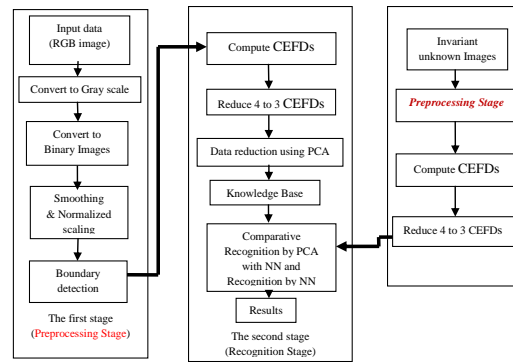 Input data
(RGB image)
Convert to Gray scale
Convert to
Binary Images
Smoothing
& Normalized
scaling
Boundary
detection
The first stage
(Preprocessing Stage)
Compute CEFDs
Reduce 4 to 3 CEFDs
Data reduction using PCA
Knowledge Base
Comparative
Recognition by PCA
with NN and
Recognition by NN
Results
The second stage
(Recognition Stage)
Invariant
unknown Images
Preprocessing Stage
Compute CEFDs
Reduce 4 to 3 CEFDs